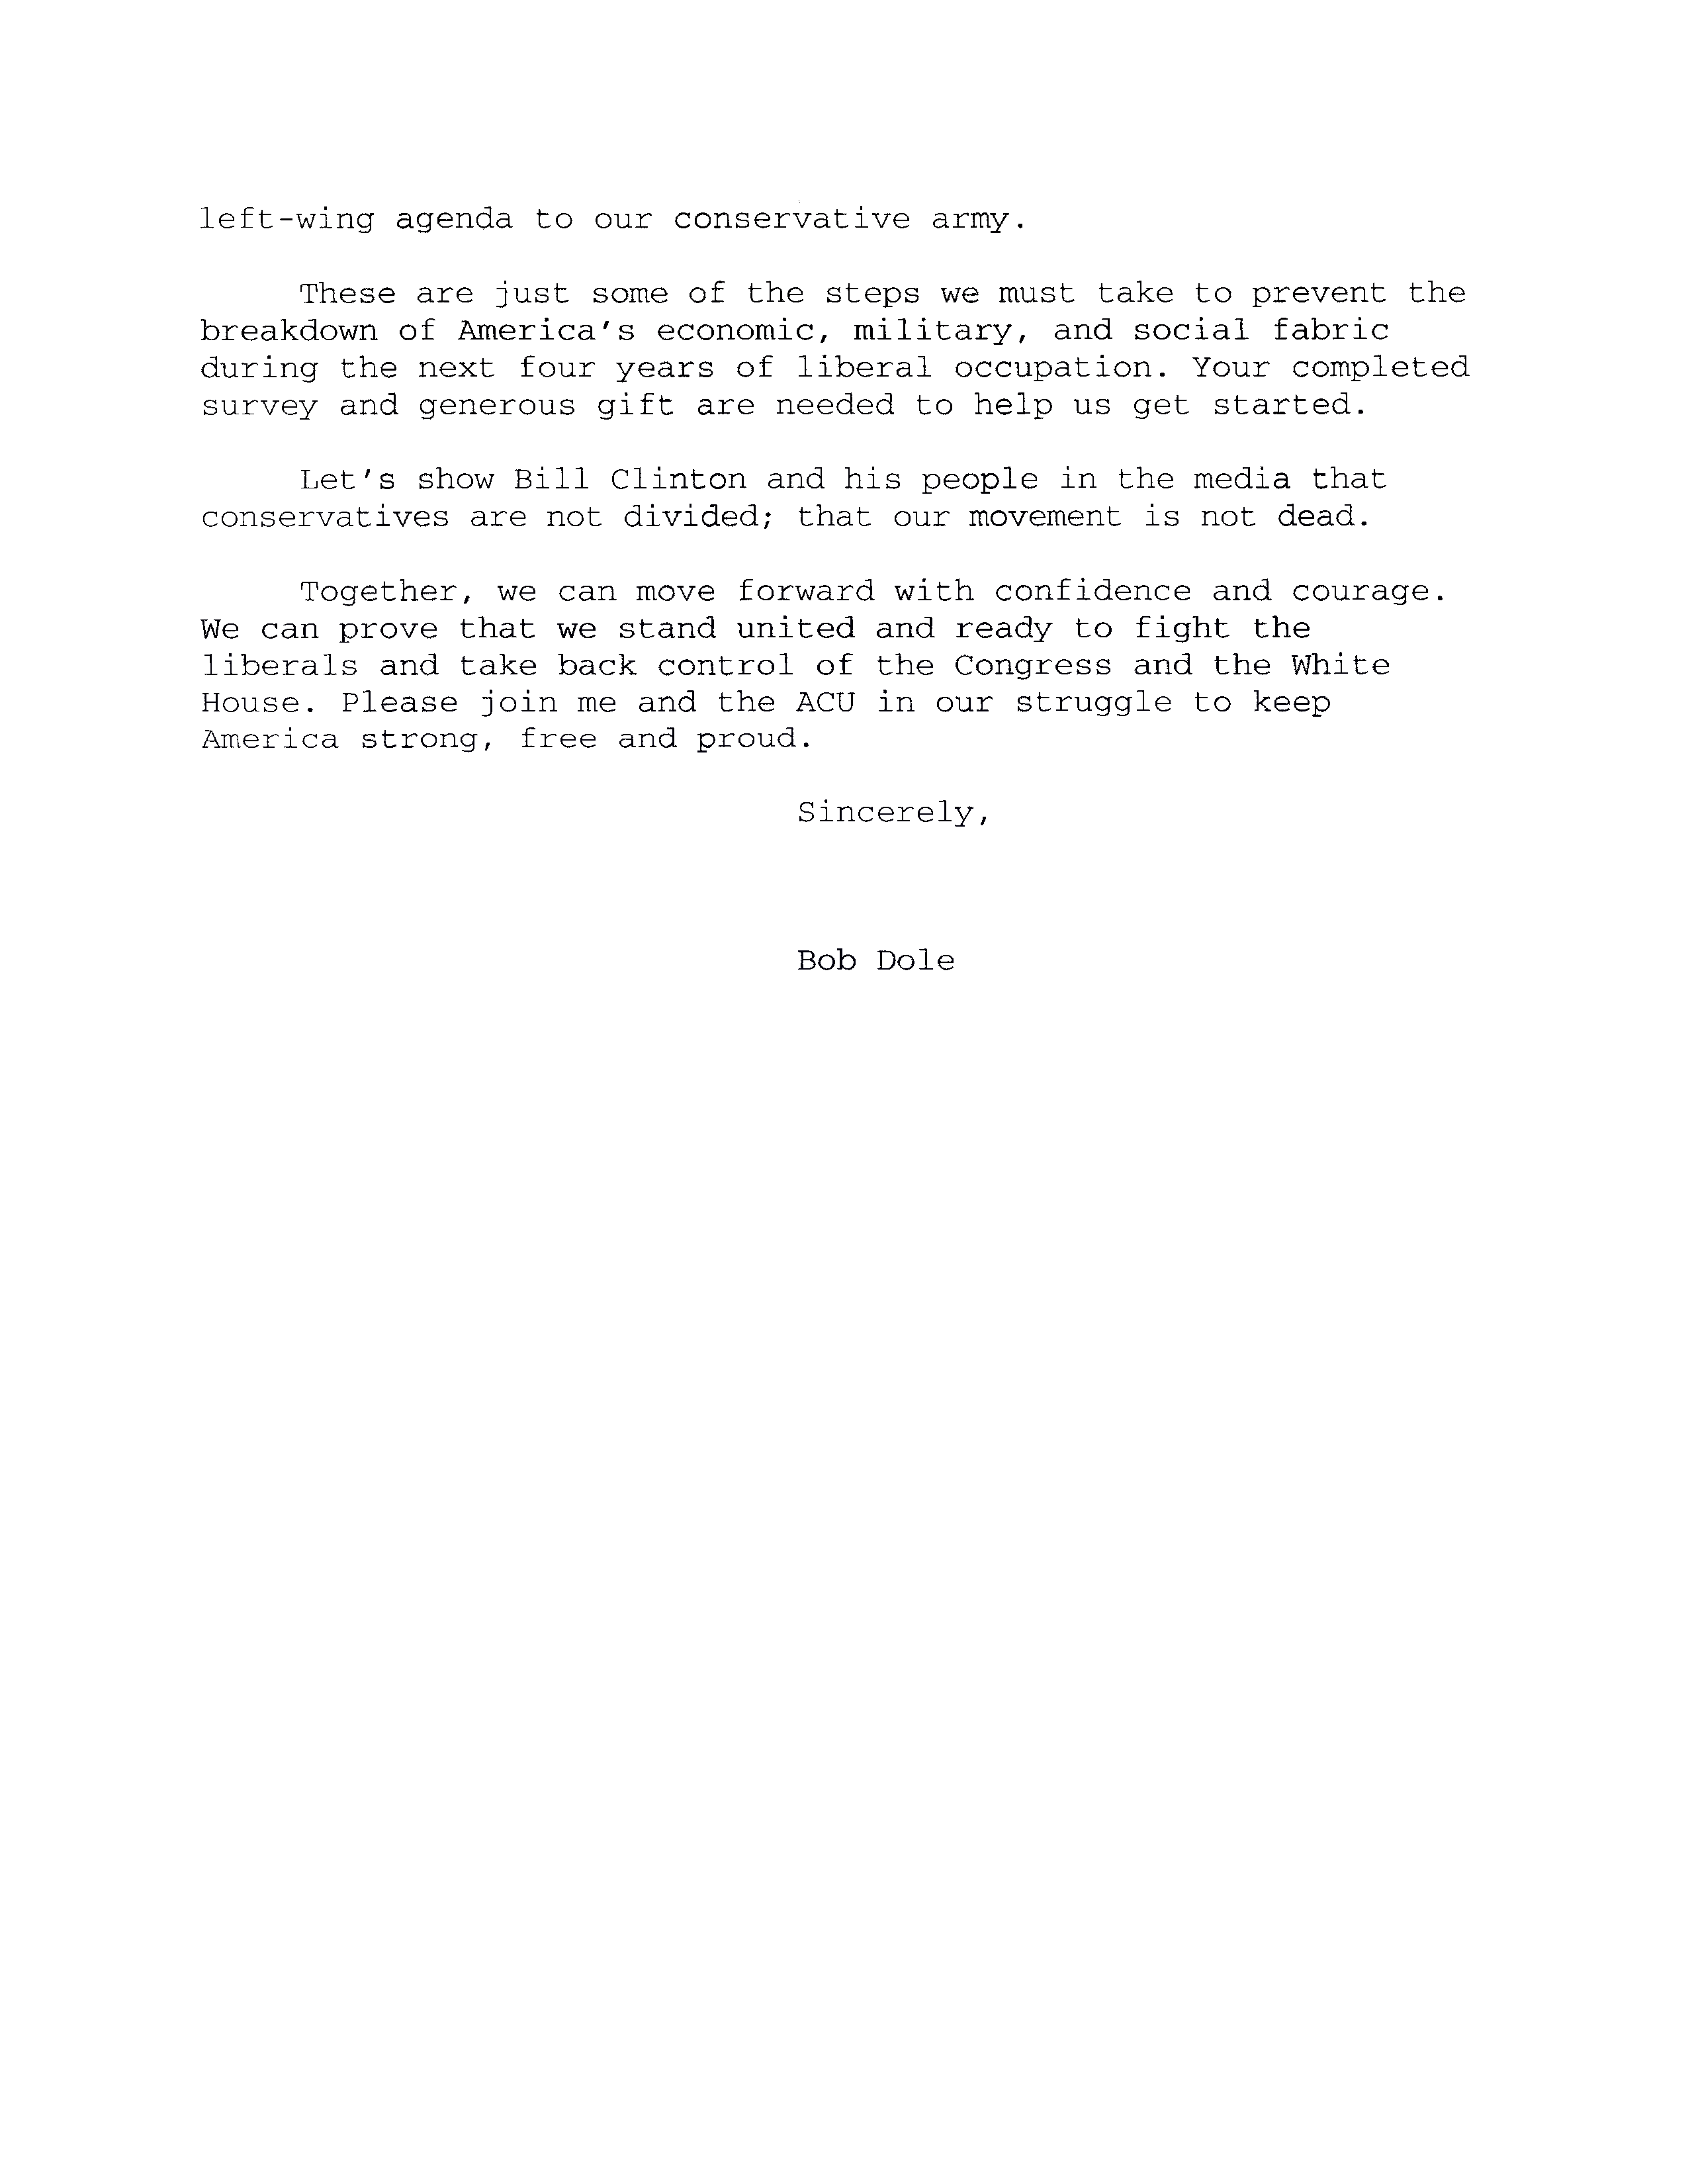 left-wing agenda to our conservative army.
These are just some of the steps we must take to prevent the
breakdown of America's economic, military, and social fabric
during the next four years of liberal occupation. Your completed
survey and generous gift are needed to help us get started.
Let's show Bill Clinton and his people in the media that
conservatives are not divided; that our movement is not dead.
Together, we can move forward with confidence and courage.
We can prove that we stand united and ready to fight the
liberals and take back control of the Congress and the White
House. Please join me and the ACU in our struggle to keep
America strong, free and proud.
Sincerely,
Bob Dole